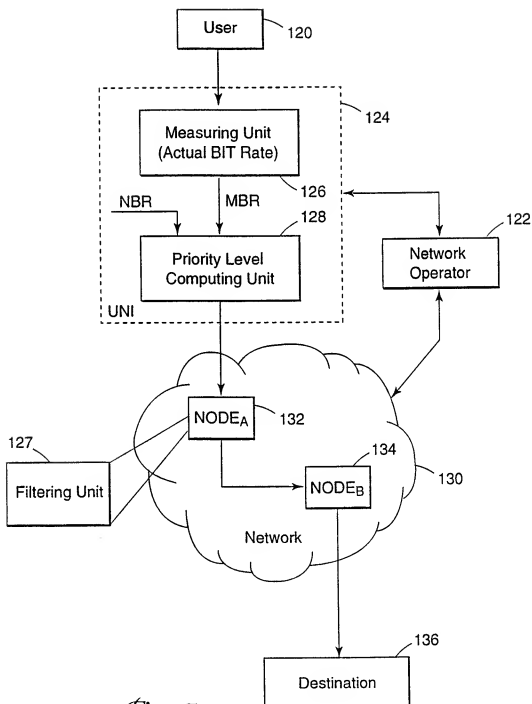 User
120
124
Measuring Unit
(Actual BIT Rate)
126
NBR
MBR
128
122
Priority Level
Computing Unit
Network
Operator
UNI
NODEA
132
127
134
Filtering Unit
NODEB
130
Network
136
Destination